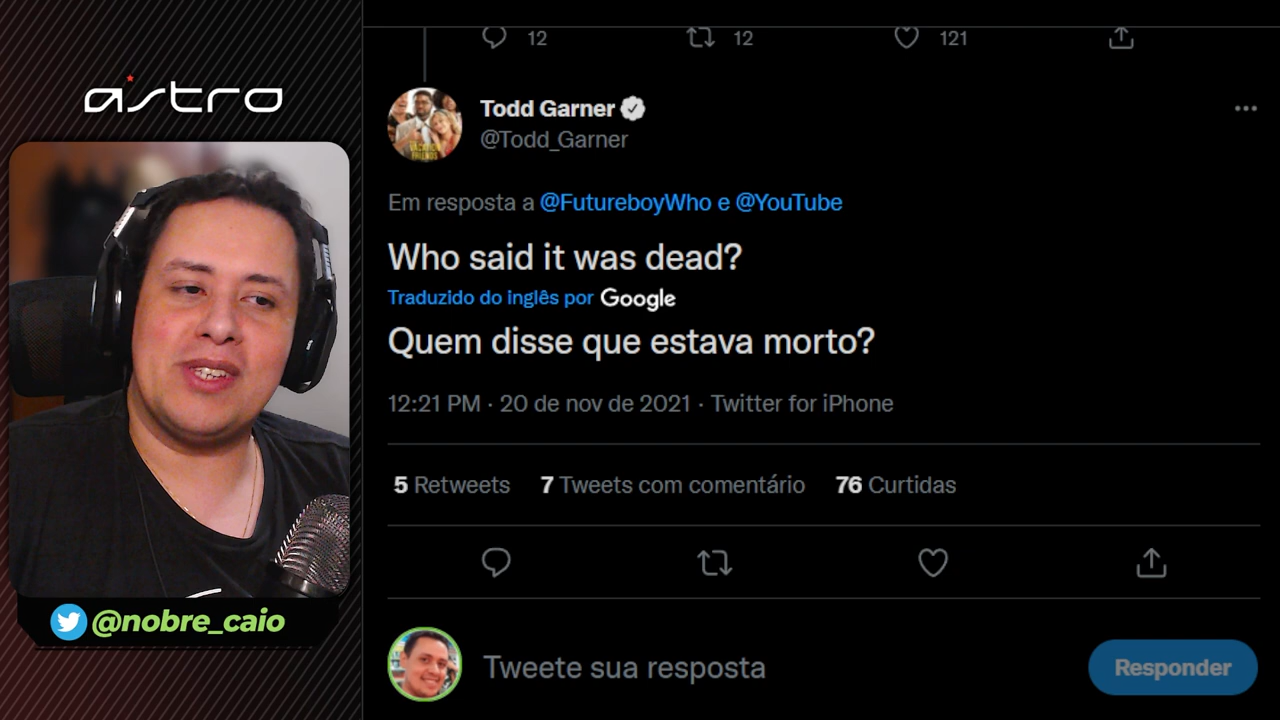 astro
@nobre_caio
12 12 121
Todd Garner
@Todd_Garner
Em resposta a @FutureboyWho e @YouTube
Who said it was dead?
Traduzido do inglês por Google
Quem disse que estava morto?
12:21 PM · 20 de nov de 2021 · Twitter for iPhone
5 Retweets 7 Tweets com comentário 76 Curtidas
Tweete sua resposta
Responder